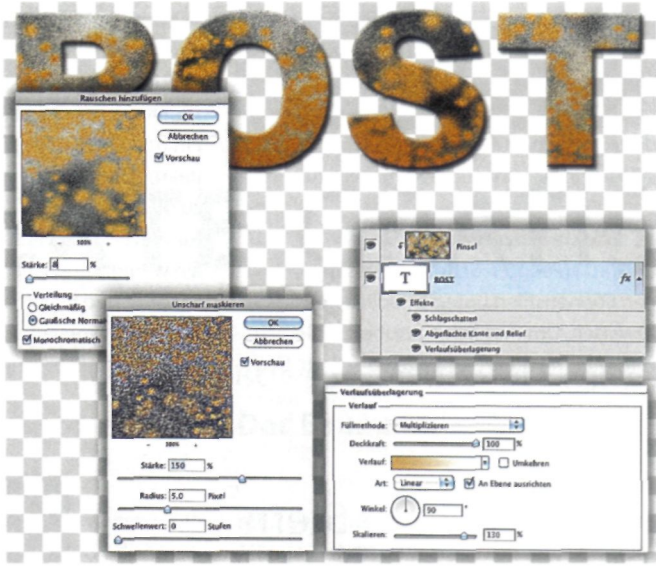 ROST
Rauschen hinzufügen
OK
Abbrechen
Vorschau
- 100% +
Stärke: 8 %
Verteilung
Gleichmäßig
Gaußsche
Monochromatisch
Unscharf maskieren
OK
Abbrechen
Vorschau
- 100% +
Stärke: 150 %
Radius: 5,0 Pixel
Schwellenwert: 0 Stufen
Pinsel
T ROST fx
Effekte
Schlagschatten
Abgeflachte Kante und Relief
Verlaufsüberlagerung
Verlaufsüberlagerung
Verlauf
Füllmethode: Multiplizieren
Deckkraft: 100 %
Verlauf: Umkehren
Art: Linear An Ebene ausrichten
Winkel: 90 °
Skalieren: 130 %